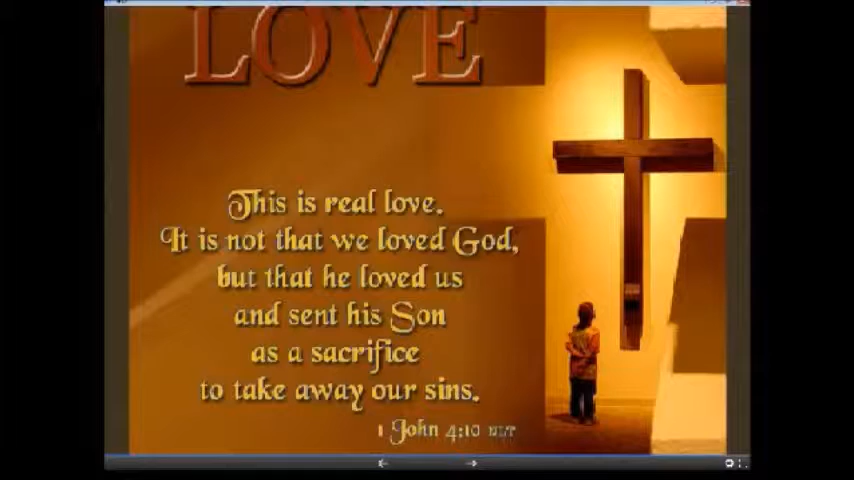 LOVE
This is real love.
It is not that we loved God,
but that he loved us
and sent his Son
as a sacrifice
to take away our sins.
1 John 4:10 NLT